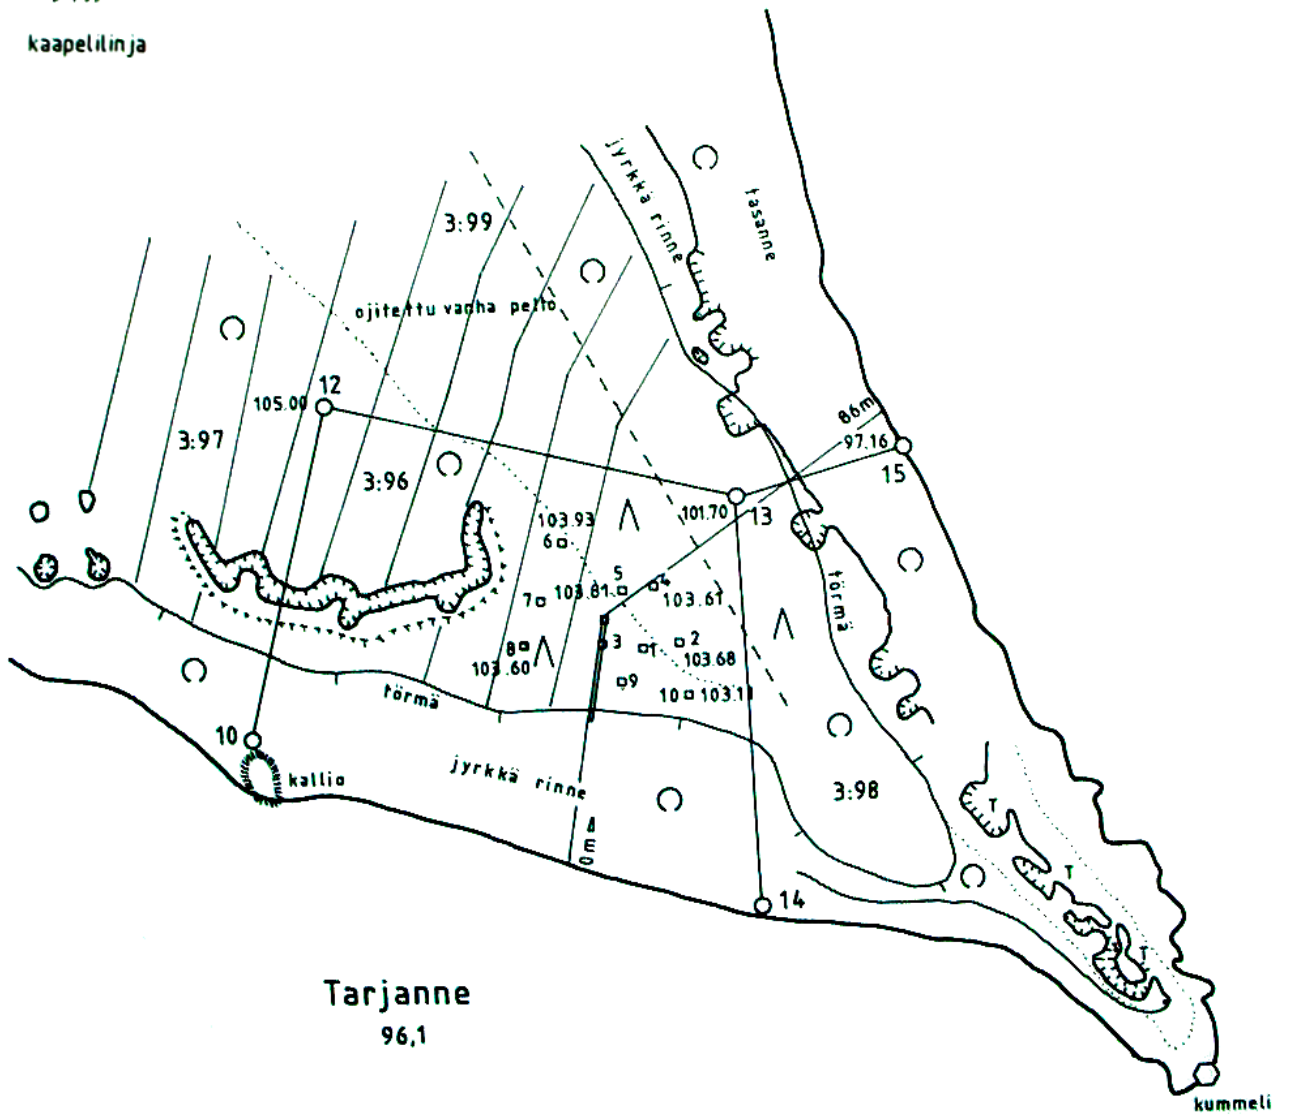 kaapelilinja
jyrkkä rinne
tasanne
3:99
ojitettu vanha pelto
12
105.00
86m
97.16
15
3:97
3:96
101.70
13
103.93
6
5
4
103.81
103.61
7
törmä
8
3
1
2
103.60
103.68
9
10
103.11
törmä
10
kallio
jyrkkä rinne
3:98
T
T
T
14
Tarjanne
96,1
kummeli